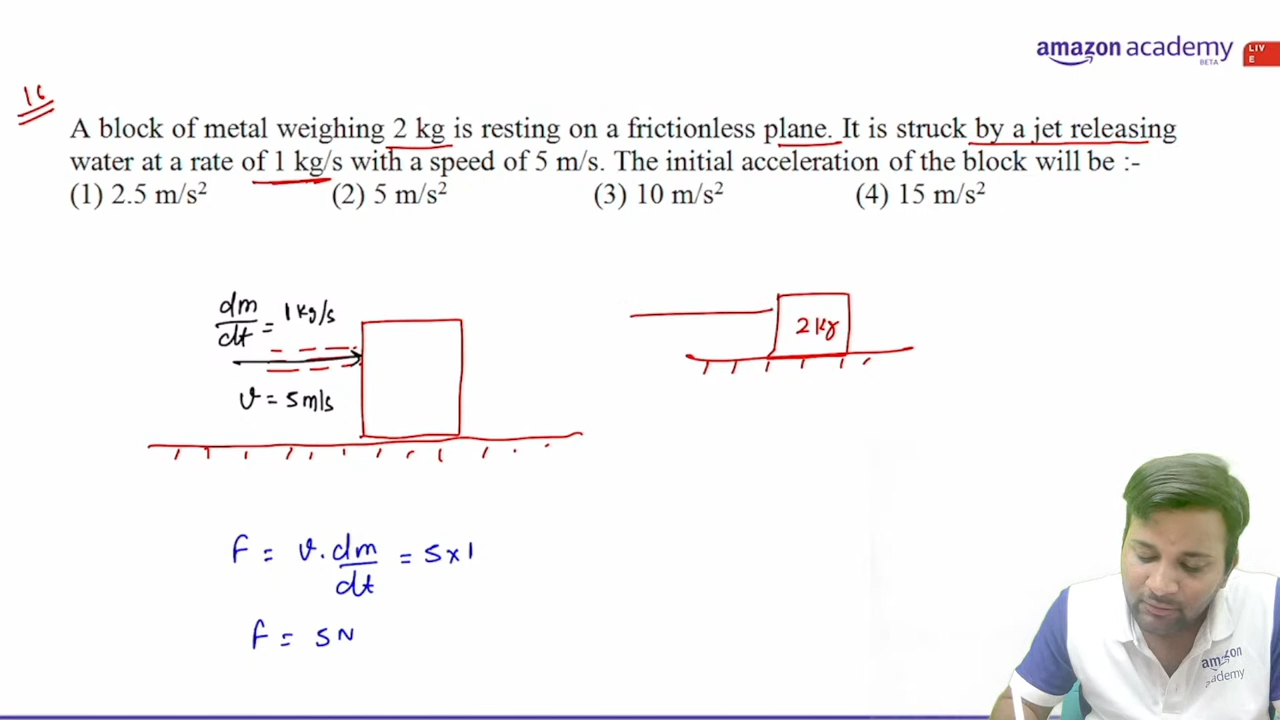 amazon academy
BETA
LIV
E
16
A block of metal weighing 2 kg is resting on a frictionless plane. It is struck by a jet releasing
water at a rate of 1 kg/s with a speed of 5 m/s. The initial acceleration of the block will be :-
(1) 2.5 m/s² (2) 5 m/s² (3) 10 m/s² (4) 15 m/s²
dm/dt = 1 kg/s
v = 5 m/s
2 kg
F = v. dm/dt = 5 x 1
F = 5 N
amazon
academy